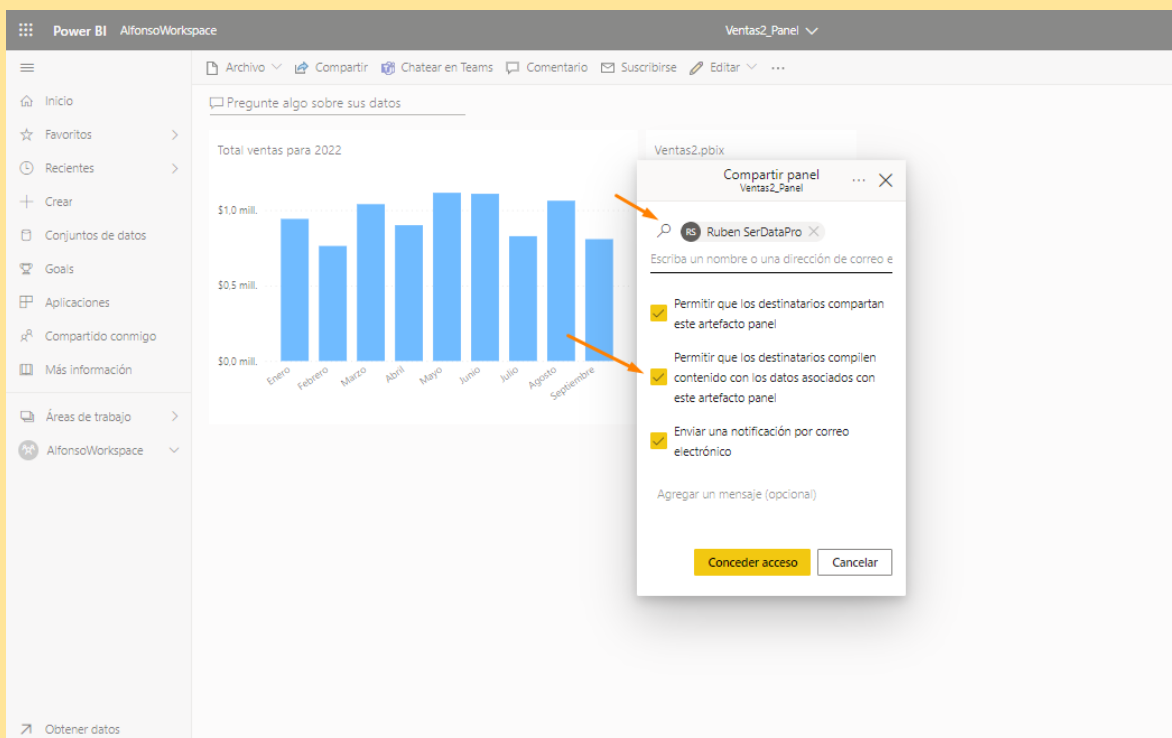 Power BI AlfonsoWorkspace
Ventas2_Panel
Archivo
Compartir
Chatear en Teams
Comentario
Suscribirse
Editar
Inicio
Favoritos
Recientes
Crear
Conjuntos de datos
Goals
Aplicaciones
Compartido conmigo
Más información
Áreas de trabajo
AlfonsoWorkspace
Obtener datos
Pregunte algo sobre sus datos
Total ventas para 2022
$1,0 mill.
$0,5 mill.
$0,0 mill.
Enero
Febrero
Marzo
Abril
Mayo
Junio
Julio
Agosto
Septiembre
Ventas2.pbix
Compartir panel
Ventas2_Panel
RS Ruben SerDataPro
Escriba un nombre o una dirección de correo e
Permitir que los destinatarios compartan
este artefacto panel
Permitir que los destinatarios compilen
contenido con los datos asociados con
este artefacto panel
Enviar una notificación por correo
electrónico
Agregar un mensaje (opcional)
Conceder acceso
Cancelar